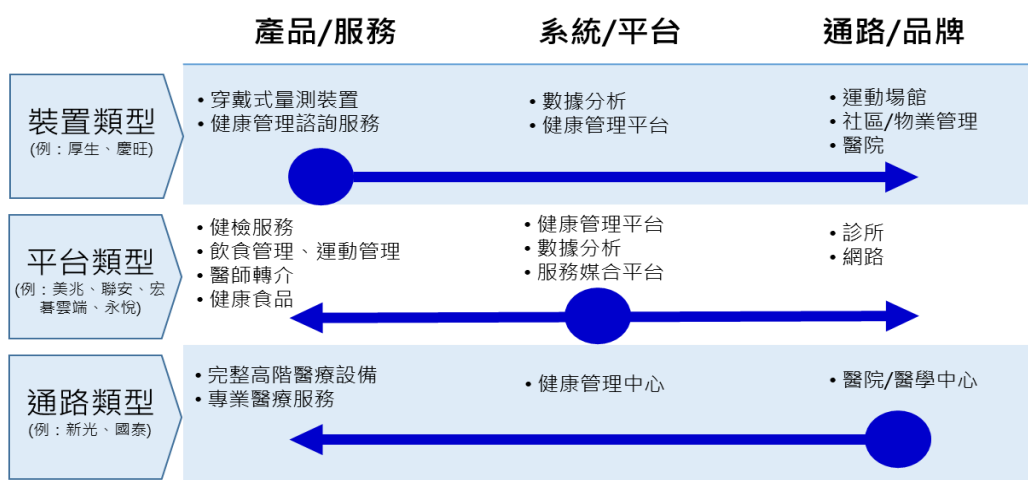 產品/服務
系統/平台
通路/品牌
裝置類型
(例：厚生、慶旺)
•穿戴式量測裝置
•健康管理諮詢服務
•數據分析
•健康管理平台
•運動場館
•社區/物業管理
•醫院
平台類型
(例：美兆、聯安、宏
碁雲端、永悅)
•健檢服務
•飲食管理、運動管理
•醫師轉介
•健康食品
•健康管理平台
•數據分析
•服務媒合平台
•診所
•網路
通路類型
(例：新光、國泰)
•完整高階醫療設備
•專業醫療服務
•健康管理中心
•醫院/醫學中心